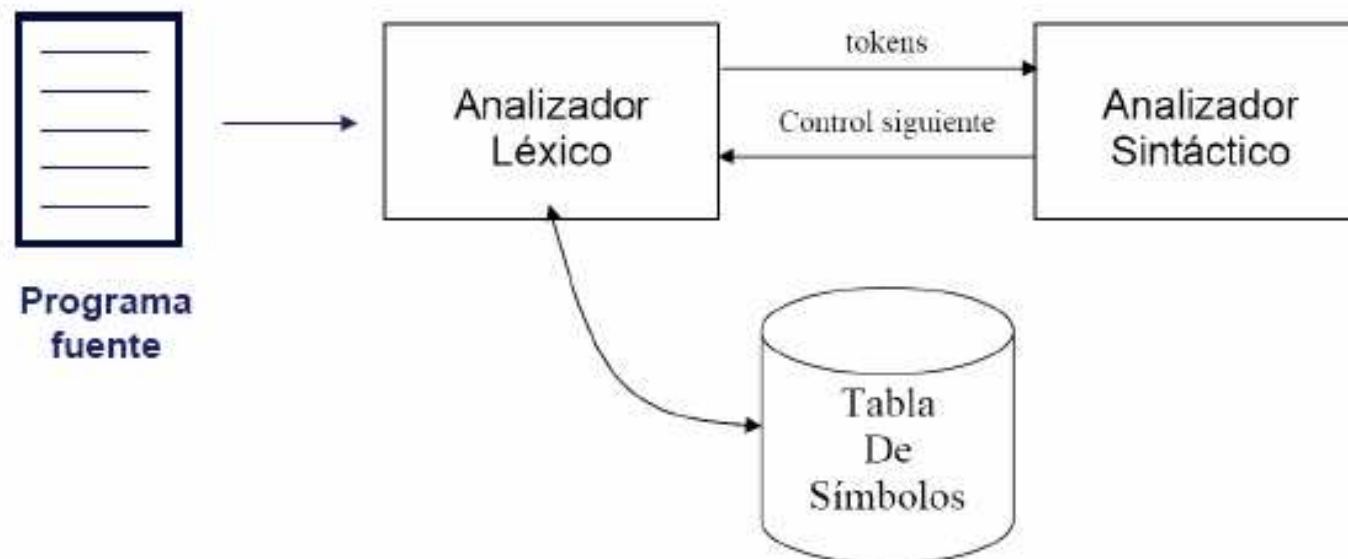 tokens
Analizador
Léxico
Control siguiente
Analizador
Sintáctico
Programa
fuente
Tabla
De
Símbolos